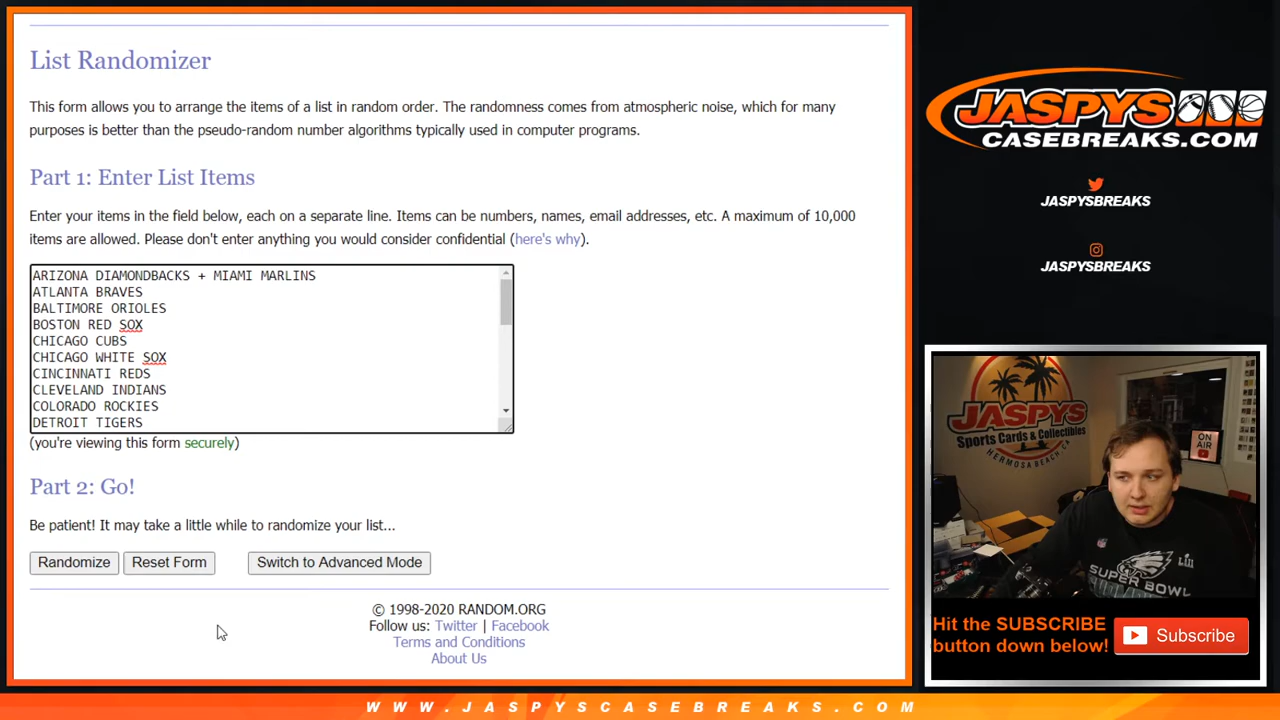 List Randomizer
This form allows you to arrange the items of a list in random order. The randomness comes from atmospheric noise, which for many
purposes is better than the pseudo-random number algorithms typically used in computer programs.
Part 1: Enter List Items
Enter your items in the field below, each on a separate line. Items can be numbers, names, email addresses, etc. A maximum of 10,000
items are allowed. Please don't enter anything you would consider confidential (here's why).
ARIZONA DIAMONDBACKS + MIAMI MARLINS
ATLANTA BRAVES
BALTIMORE ORIOLES
BOSTON RED SOX
CHICAGO CUBS
CHICAGO WHITE SOX
CINCINNATI REDS
CLEVELAND INDIANS
COLORADO ROCKIES
DETROIT TIGERS
(you're viewing this form securely)
Part 2: Go!
Be patient! It may take a little while to randomize your list...
Randomize Reset Form Switch to Advanced Mode
© 1998-2020 RANDOM.ORG
Follow us: Twitter | Facebook
Terms and Conditions
About Us
JASPYS
CASEBREAKS.COM
JASPYSBREAKS
JASPYSBREAKS
JASPYS
Sports Cards & Collectibles
HERMOSA BEACH, CA
ON AIR
LII
SUPER BOWL
Hit the SUBSCRIBE
button down below!
Subscribe
WWW.JASPYSCASEBREAKS.COM